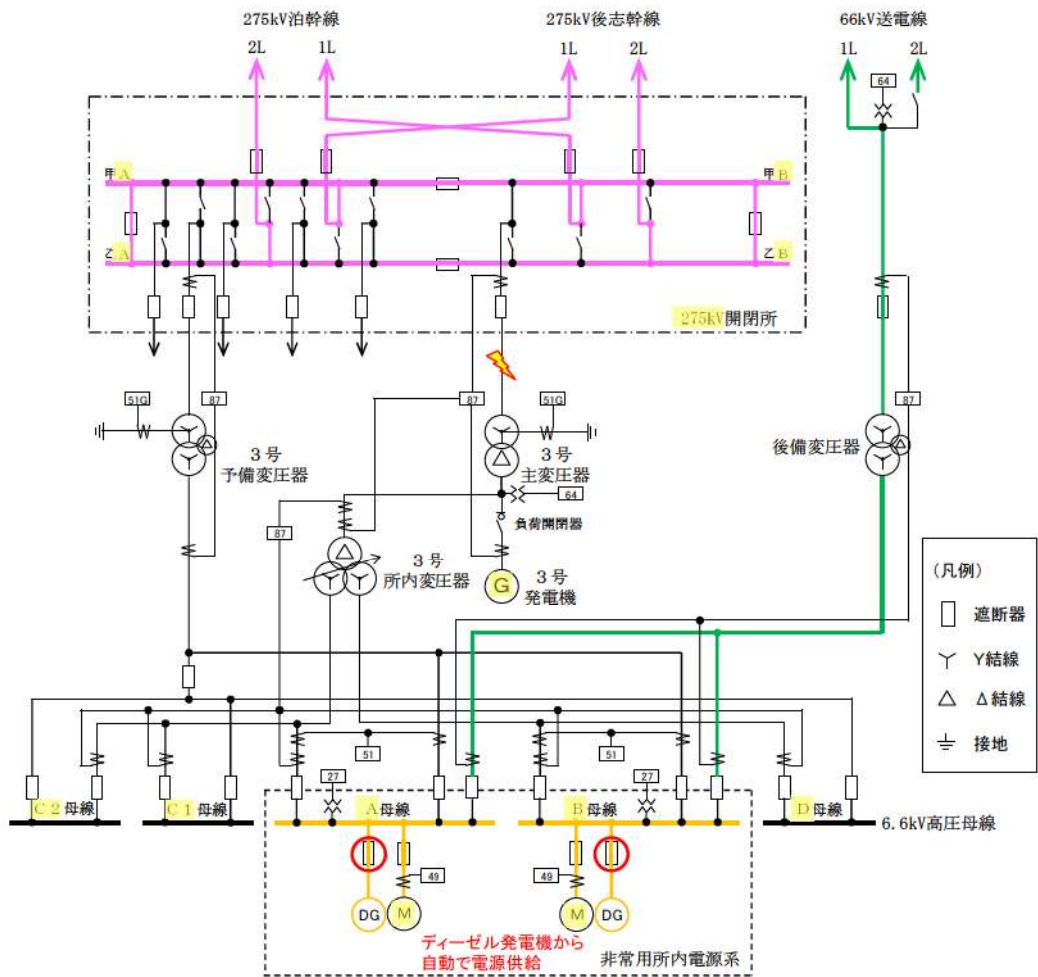 275kV泊幹線
275kV後志幹線
66kV送電線
2L
1L
1L
2L
1L
2L
64
甲A
甲B
乙A
乙B
275kV開閉所
51G
87
87
51G
87
3号
予備変圧器
3号
主変圧器
後備変圧器
64
87
負荷開閉器
3号
所内変圧器
G
3号
発電機
(凡例)
遮断器
Y結線
Δ結線
接地
51
51
27
27
C2母線
C1母線
A母線
B母線
D母線
6.6kV高圧母線
49
49
DG
M
M
DG
ディーゼル発電機から
自動で電源供給
非常用所内電源系